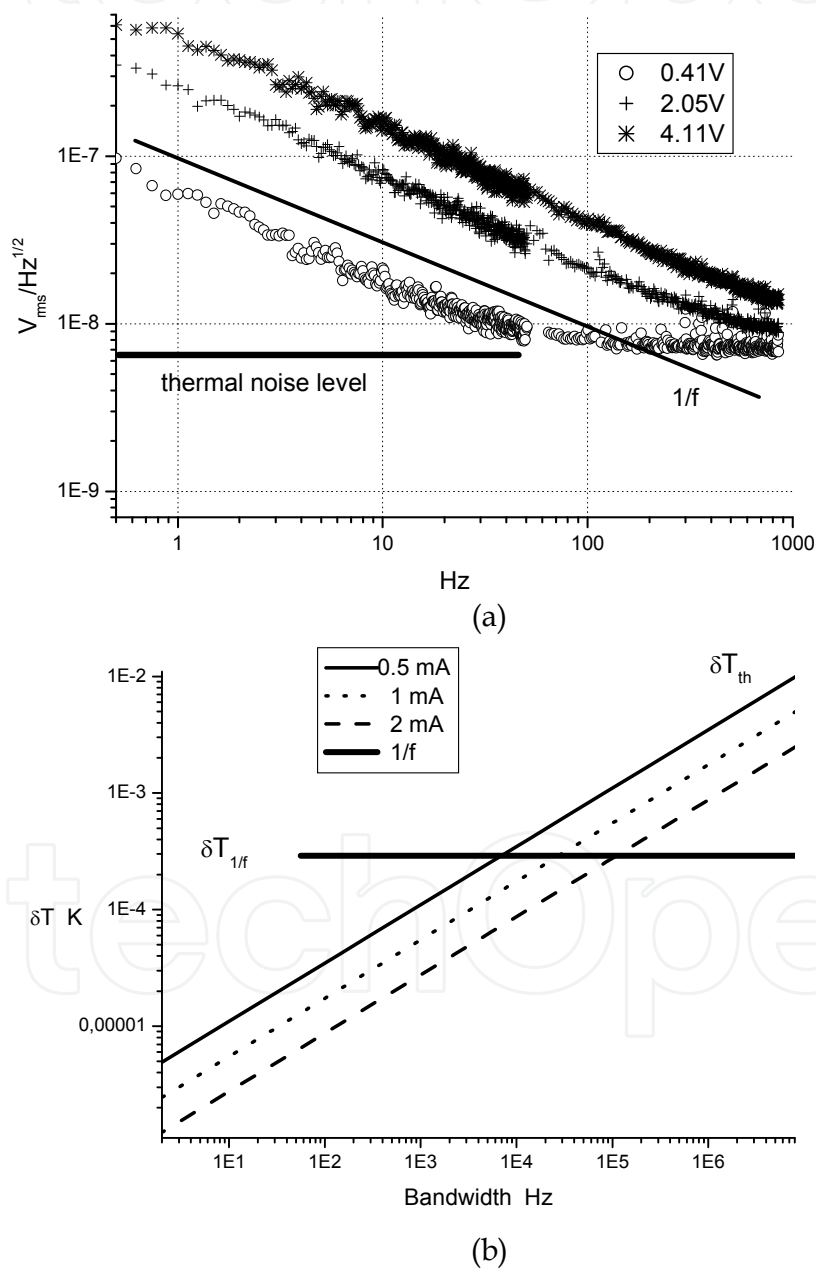 ○ 0.41V
+ 2.05V
✳ 4.11V
1E-7
1E-8
1E-9
V_rms/Hz^1/2
thermal noise level
1/f
1 10 100 1000
Hz
(a)
0.5 mA
1 mA
2 mA
1/f
δT_th
δT_1/f
1E-2
1E-3
1E-4
0,00001
δT K
techOpe
1E1 1E2 1E3 1E4 1E5 1E6
Bandwidth Hz
(b)